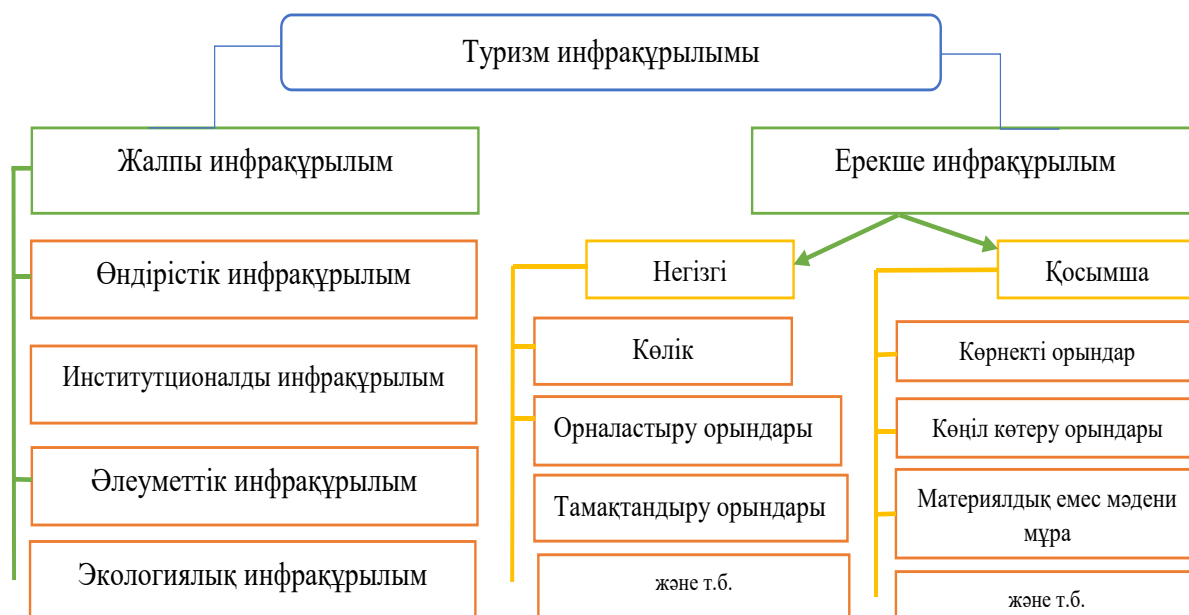 Туризм инфрақұрылымы
Жалпы инфрақұрылым
Өндірістік инфрақұрылым
Институтционалды инфрақұрылым
Әлеуметтік инфрақұрылым
Экологиялық инфрақұрылым
Ерекше инфрақұрылым
Негізгі
Көлік
Орналастыру орындары
Тамақтандыру орындары
және т.б.
Қосымша
Көрнекті орындар
Көңіл көтеру орындары
Материялдық емес мәдени
мұра
және т.б.